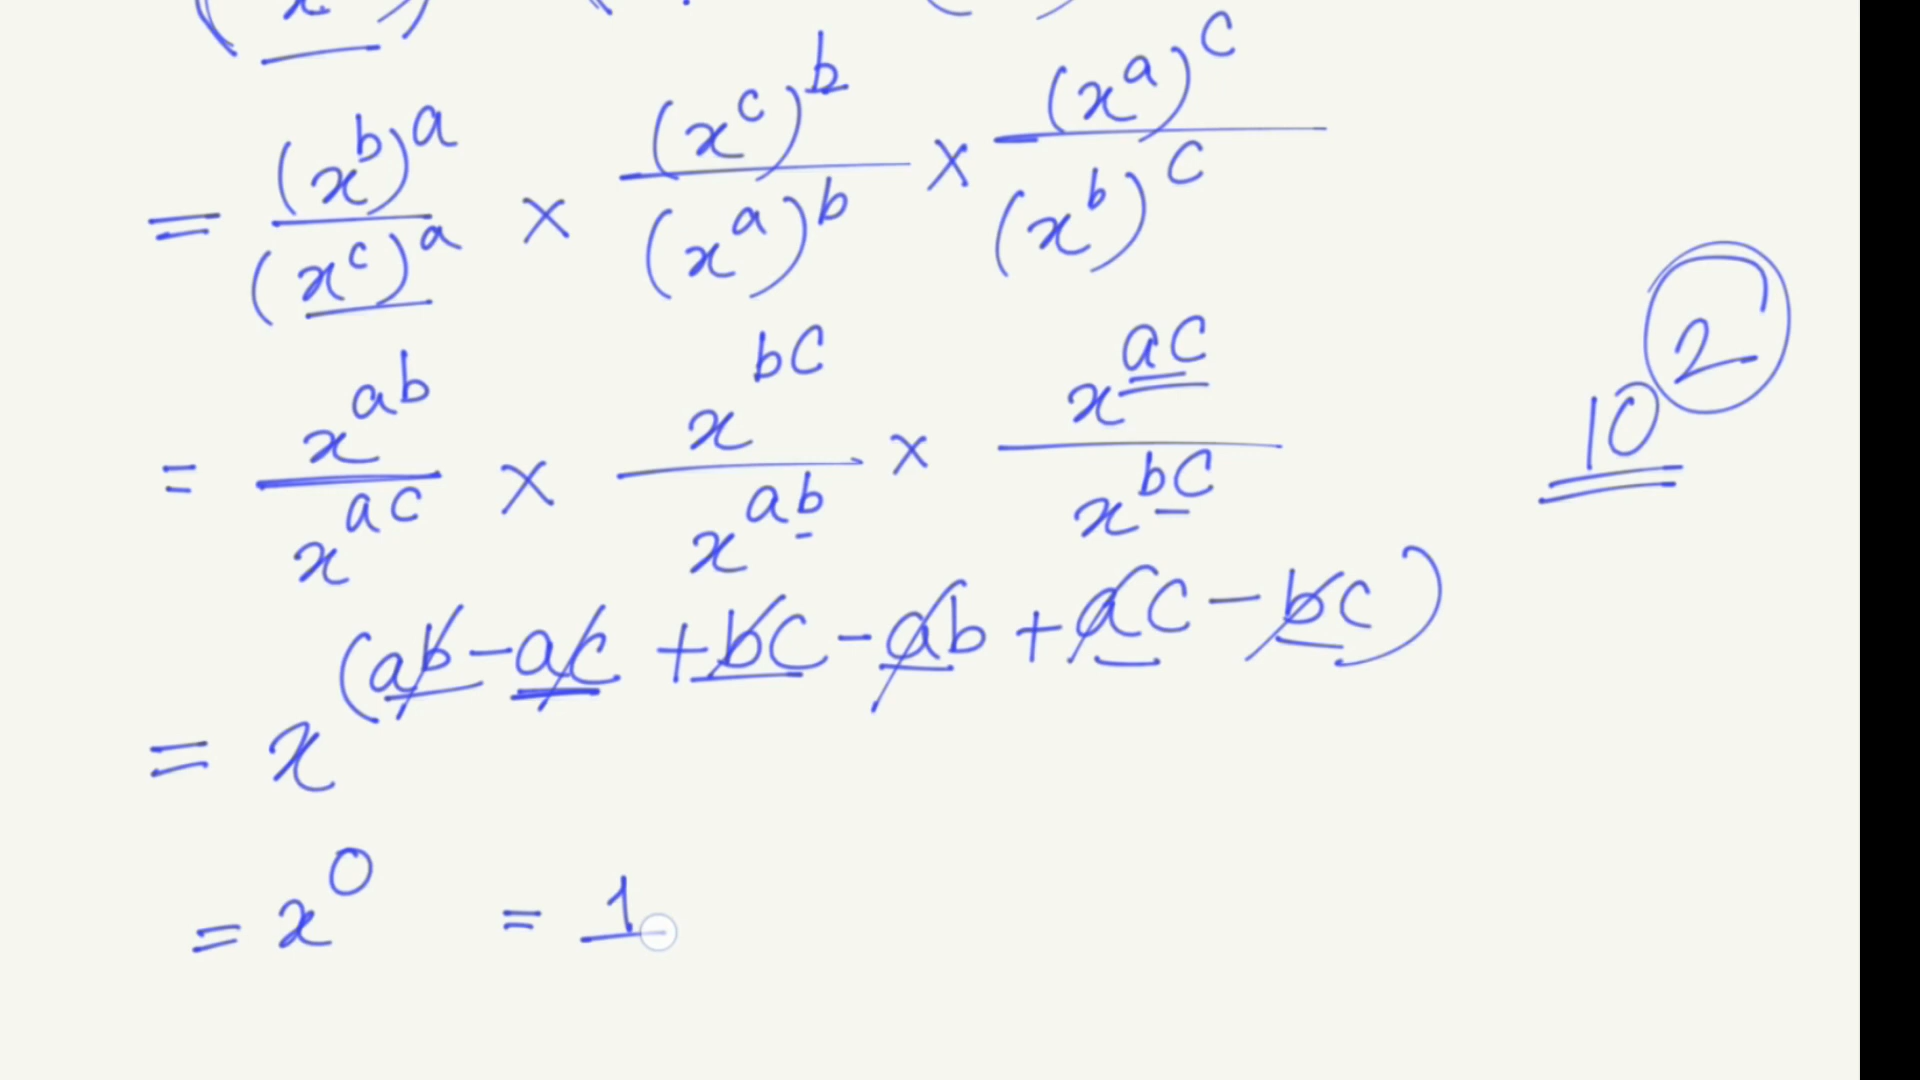 = (x^b)^a / (x^c)^a × (x^c)^b / (x^a)^b × (x^a)^c / (x^b)^c
= x^ab / x^ac × x^bc / x^ab × x^ac / x^bc
10^2
= x^(ab - ac + bc - ab + ac - bc)
= x^0 = 1